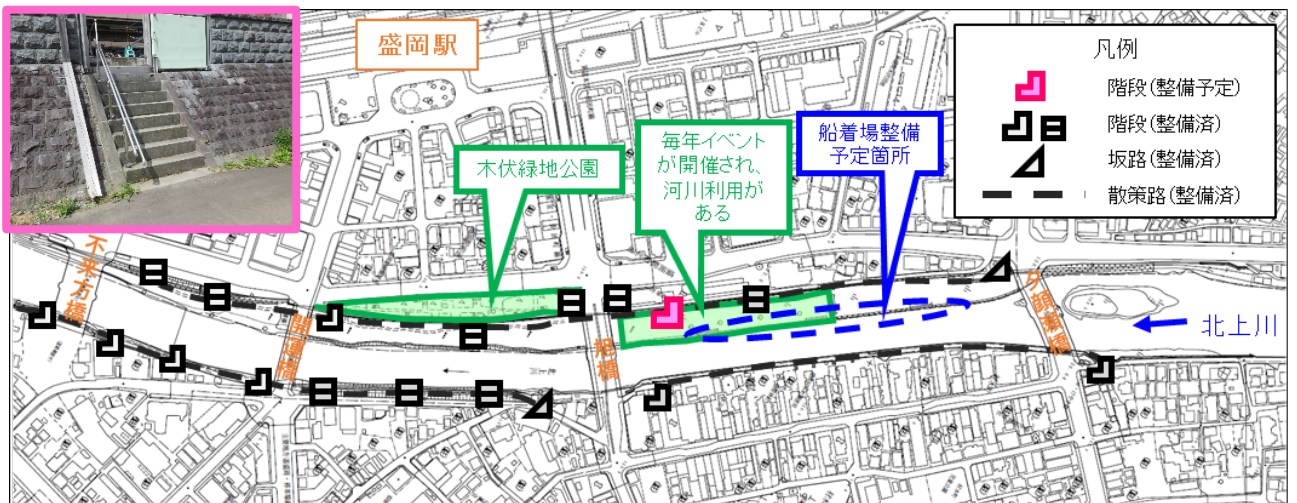 盛岡駅
凡例
階段(整備予定)
階段(整備済)
坂路(整備済)
散策路(整備済)
船着場整備
予定箇所
毎年イベント
が開催され、
河川利用が
ある
木伏緑地公園
不来方橋
開運橋
旭橋
夕顔瀬橋
北上川
北上川